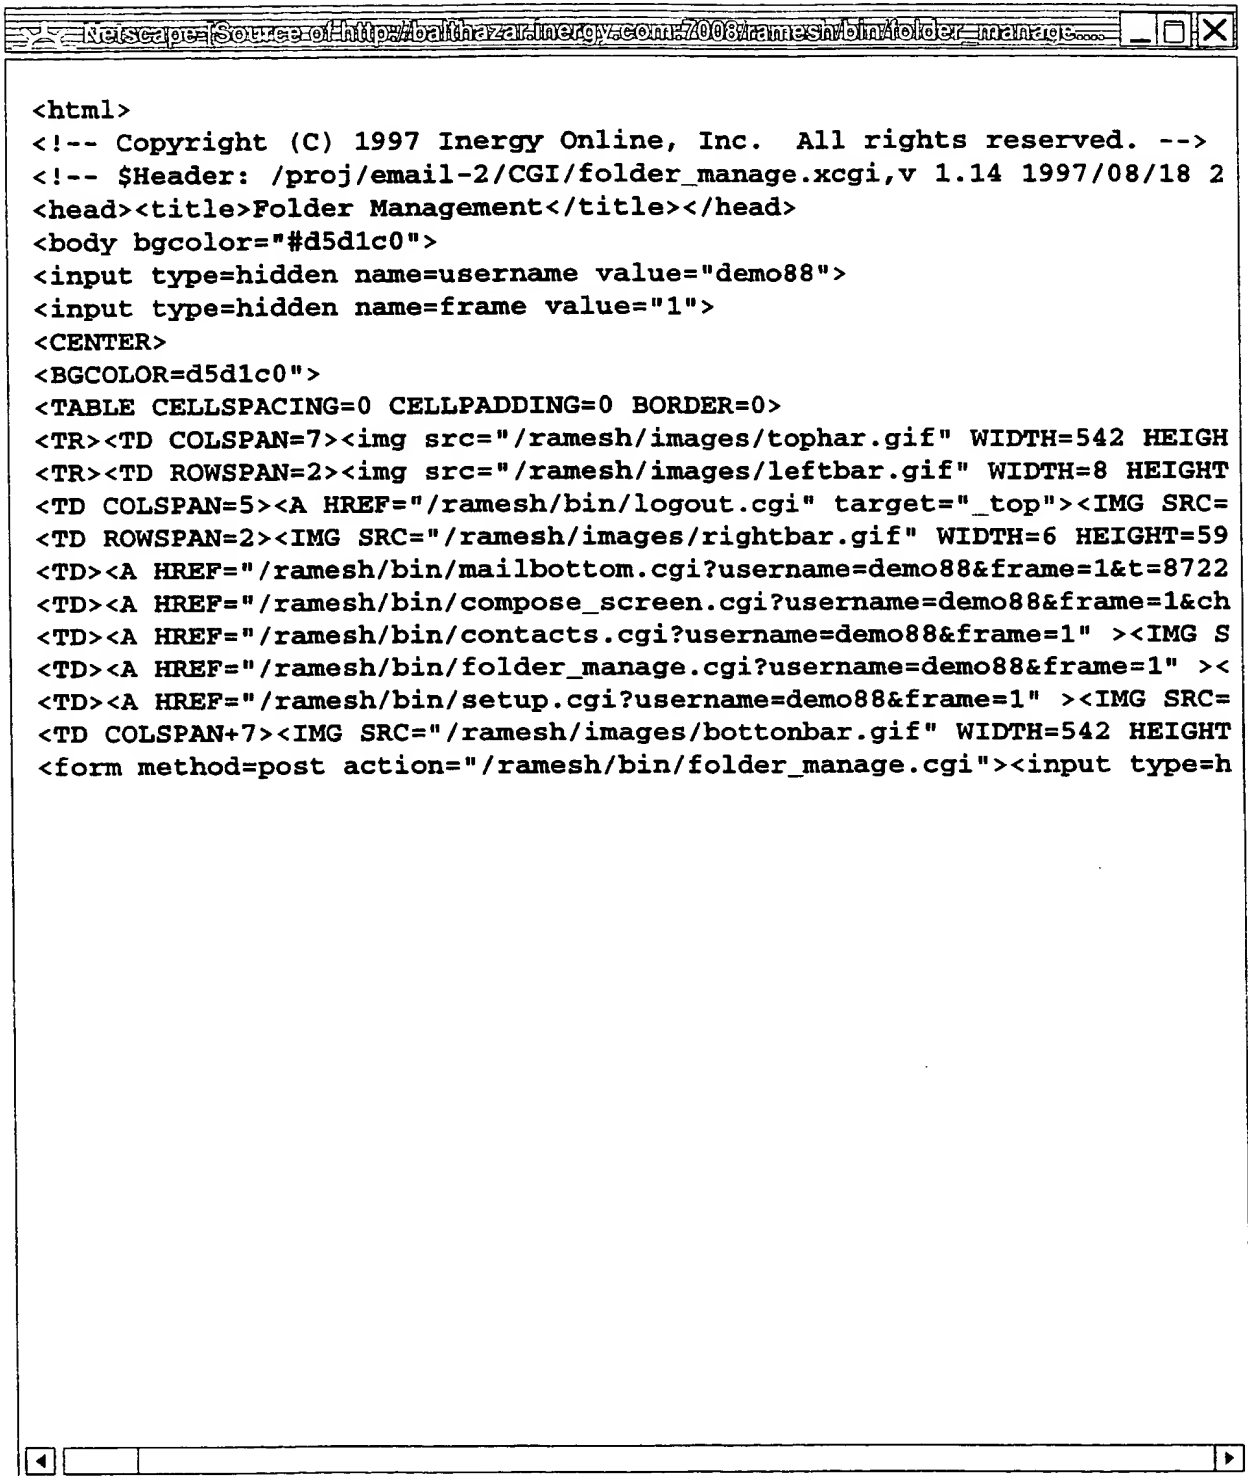 Netscape-[Source of http://balthazar.inergy.com:7008/ramesh/bin/folder_manage....
<html>
<!-- Copyright (C) 1997 Inergy Online, Inc.  All rights reserved. -->
<!-- $Header: /proj/email-2/CGI/folder_manage.xcgi,v 1.14 1997/08/18 2
<head><title>Folder Management</title></head>
<body bgcolor="#d5d1c0">
<input type=hidden name=username value="demo88">
<input type=hidden name=frame value="1">
<CENTER>
<BGCOLOR=d5d1c0">
<TABLE CELLSPACING=0 CELLPADDING=0 BORDER=0>
<TR><TD COLSPAN=7><img src="/ramesh/images/tophar.gif" WIDTH=542 HEIGH
<TR><TD ROWSPAN=2><img src="/ramesh/images/leftbar.gif" WIDTH=8 HEIGHT
<TD COLSPAN=5><A HREF="/ramesh/bin/logout.cgi" target="_top"><IMG SRC=
<TD ROWSPAN=2><IMG SRC="/ramesh/images/rightbar.gif" WIDTH=6 HEIGHT=59
<TD><A HREF="/ramesh/bin/mailbottom.cgi?username=demo88&frame=1&t=8722
<TD><A HREF="/ramesh/bin/compose_screen.cgi?username=demo88&frame=1&ch
<TD><A HREF="/ramesh/bin/contacts.cgi?username=demo88&frame=1" ><IMG S
<TD><A HREF="/ramesh/bin/folder_manage.cgi?username=demo88&frame=1" ><
<TD><A HREF="/ramesh/bin/setup.cgi?username=demo88&frame=1" ><IMG SRC=
<TD COLSPAN+7><IMG SRC="/ramesh/images/bottonbar.gif" WIDTH=542 HEIGHT
<form method=post action="/ramesh/bin/folder_manage.cgi"><input type=h